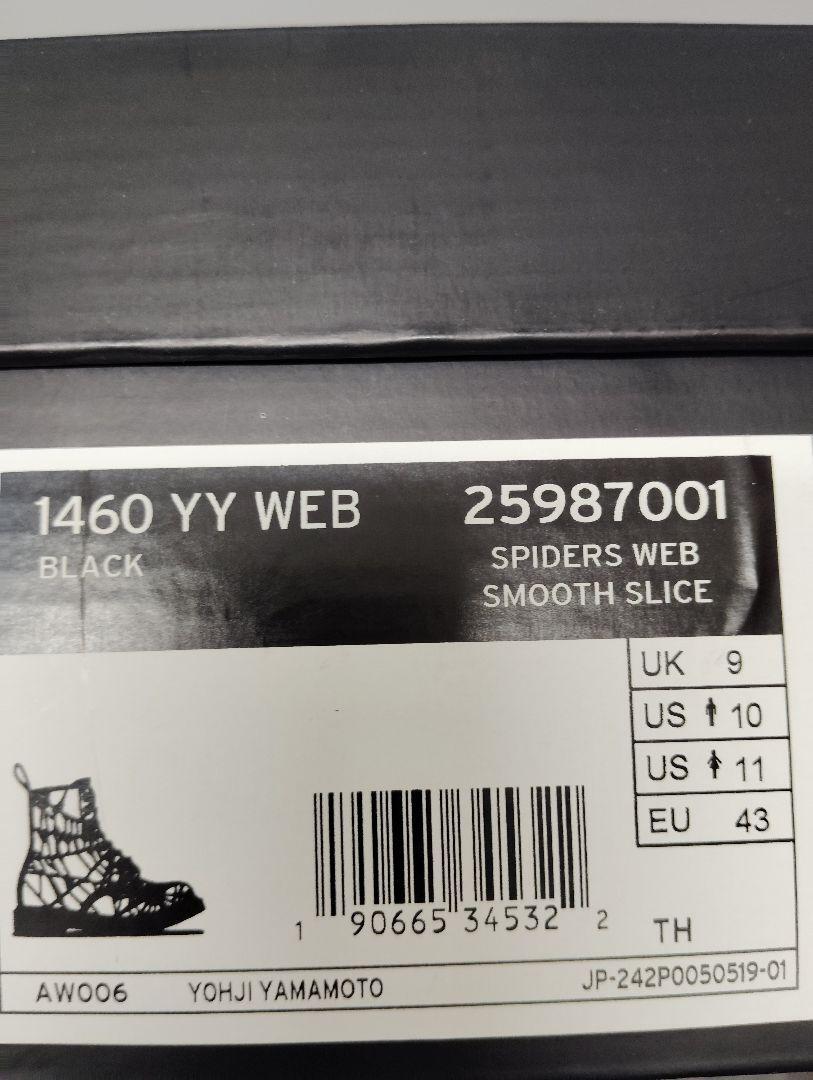 1460 YY WEB
BLACK
25987001
SPIDERS WEB
SMOOTH SLICE
UK 9
US 10
US 11
EU 43
1 90665 34532 2
TH
AW006 YOHJI YAMAMOTO JP-242P0050519-01